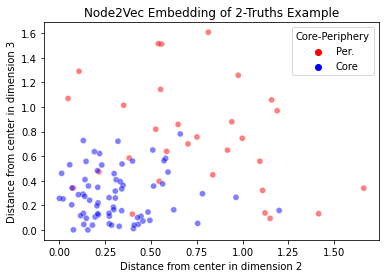 Node2Vec Embedding of 2-Truths Example
Core-Periphery
Per.
Core
Distance from center in dimension 3
1.6
1.4
1.2
1.0
0.8
0.6
0.4
0.2
0.0
0.00
0.25
0.50
0.75
1.00
1.25
1.50
Distance from center in dimension 2